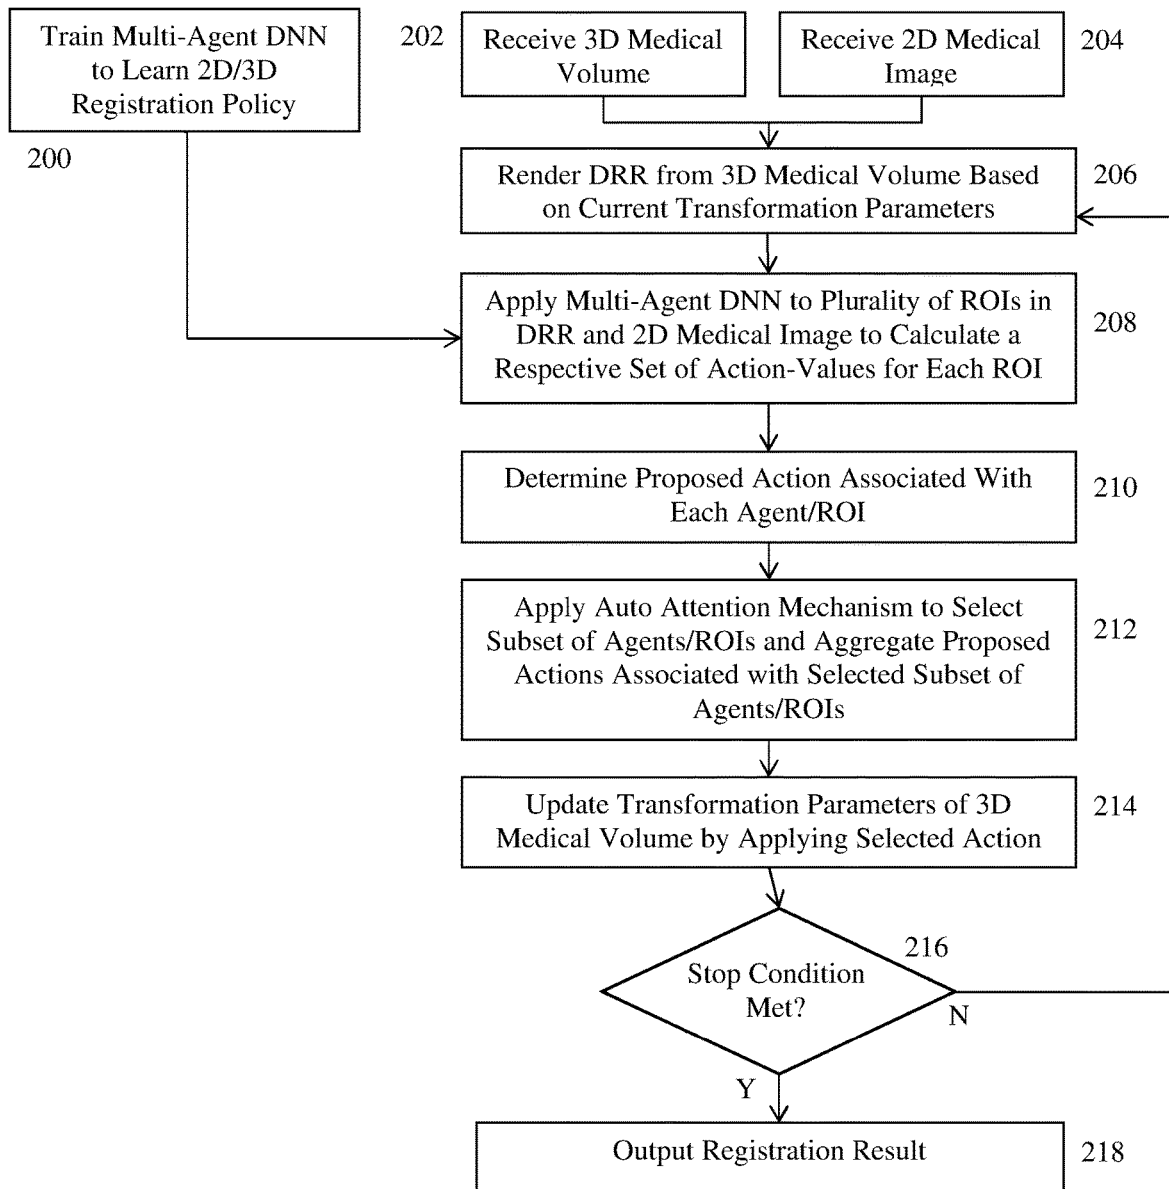 Train Multi-Agent DNN
to Learn 2D/3D
Registration Policy
200
202
Receive 3D Medical
Volume
Receive 2D Medical
Image
204
Render DRR from 3D Medical Volume Based
on Current Transformation Parameters
206
Apply Multi-Agent DNN to Plurality of ROIs in
DRR and 2D Medical Image to Calculate a
Respective Set of Action-Values for Each ROI
208
Determine Proposed Action Associated With
Each Agent/ROI
210
Apply Auto Attention Mechanism to Select
Subset of Agents/ROIs and Aggregate Proposed
Actions Associated with Selected Subset of
Agents/ROIs
212
Update Transformation Parameters of 3D
Medical Volume by Applying Selected Action
214
Stop Condition
Met?
216
N
Y
Output Registration Result
218